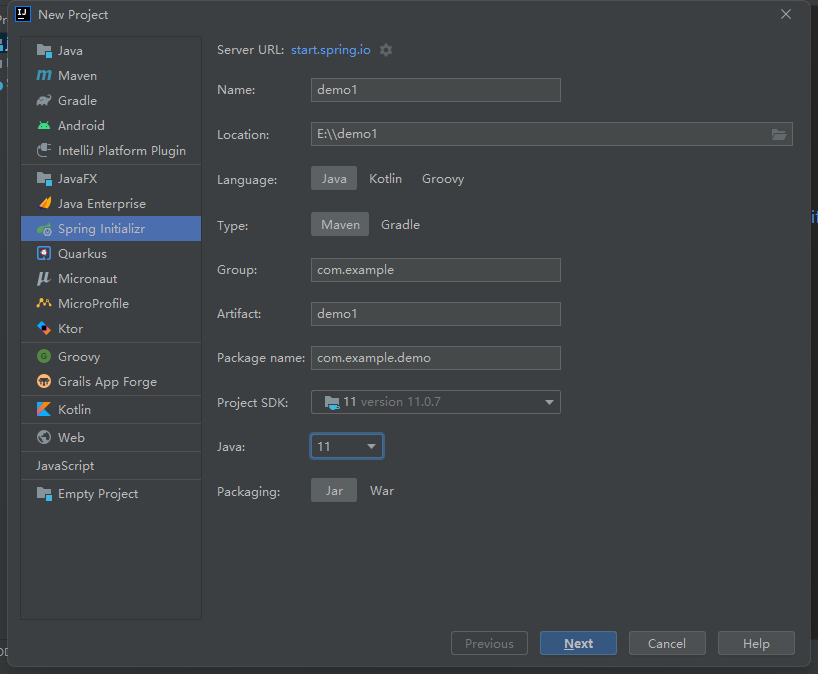 New Project
Java
Maven
Gradle
Android
IntelliJ Platform Plugin
JavaFX
Java Enterprise
Spring Initializr
Quarkus
Micronaut
MicroProfile
Ktor
Groovy
Grails App Forge
Kotlin
Web
JavaScript
Empty Project
Server URL: start.spring.io
Name: demo1
Location: E:\\demo1
Language: Java Kotlin Groovy
Type: Maven Gradle
Group: com.example
Artifact: demo1
Package name: com.example.demo
Project SDK: 11 version 11.0.7
Java: 11
Packaging: Jar War
Previous Next Cancel Help